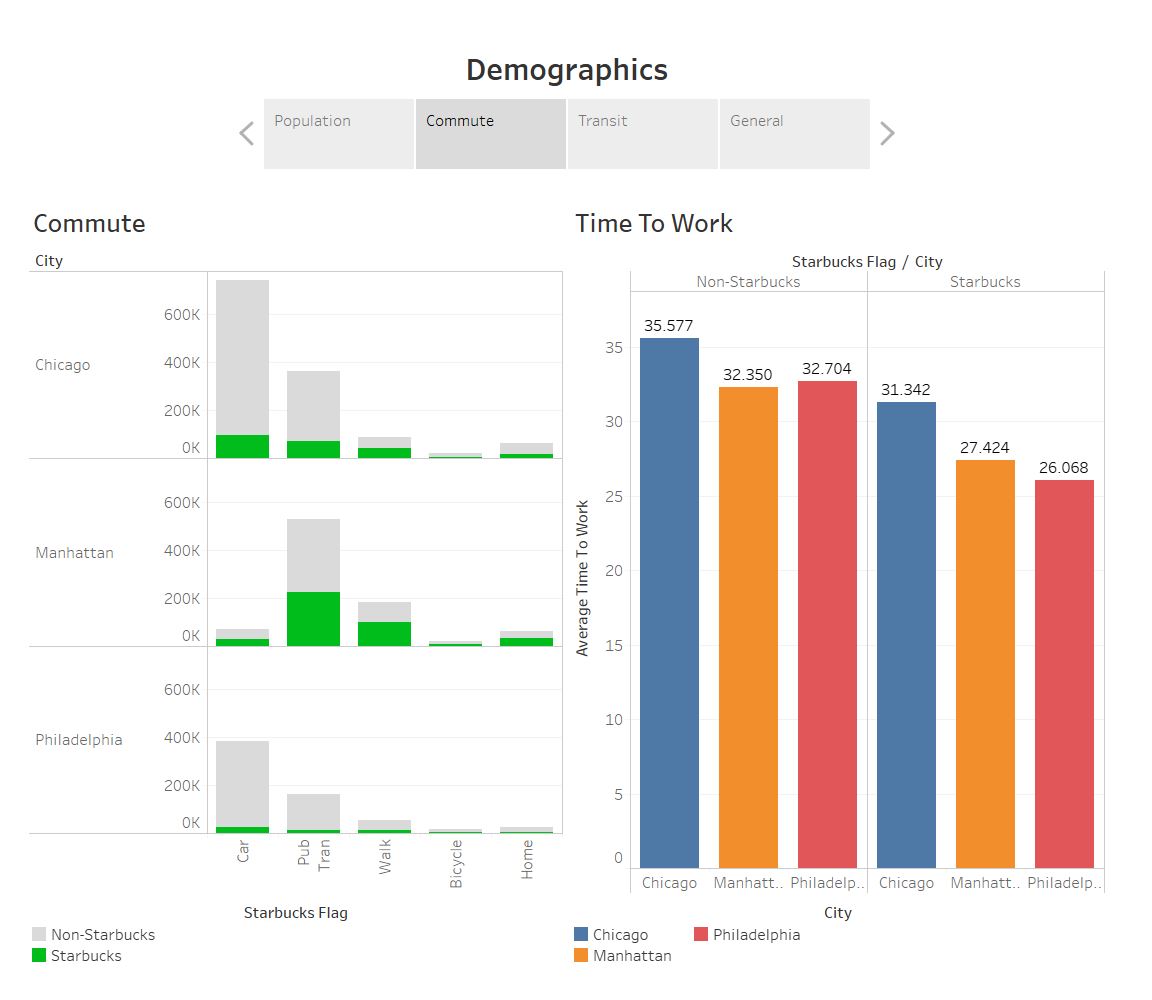 Demographics
Population
Commute
Transit
General
Commute
City
Chicago
600K
400K
200K
0K
Manhattan
600K
400K
200K
0K
Philadelphia
600K
400K
200K
0K
Car
Pub
Tran
Walk
Bicycle
Home
Starbucks Flag
Non-Starbucks
Starbucks
Time To Work
Starbucks Flag / City
Non-Starbucks
Starbucks
Average Time To Work
35
30
25
20
15
10
5
0
35.577
32.350
32.704
31.342
27.424
26.068
Chicago
Manhatt..
Philadelp..
Chicago
Manhatt..
Philadelp..
City
Chicago
Philadelphia
Manhattan